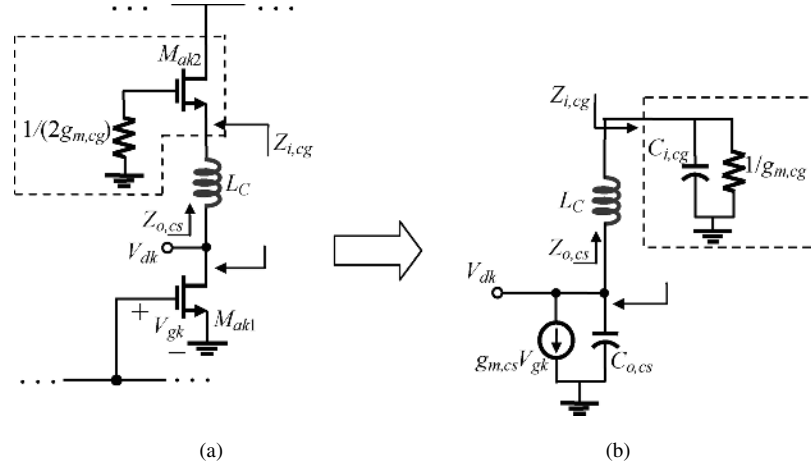 . . .
. . .
M_{ak2}
1/(2g_{m,cg})
Z_{i,cg}
L_C
Z_{o,cs}
V_{dk}
+
V_{gk}
−
M_{ak1}
. . .
. . .
(a)
Z_{i,cg}
C_{i,cg}
1/g_{m,cg}
L_C
Z_{o,cs}
V_{dk}
g_{m,cs}V_{gk}
C_{o,cs}
(b)